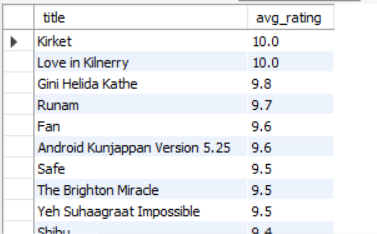 title avg_rating
Kirket 10.0
Love in Kilnerry 10.0
Gini Helida Kathe 9.8
Runam 9.7
Fan 9.6
Android Kunjappan Version 5.25 9.6
Safe 9.5
The Brighton Miracle 9.5
Yeh Suhaagraat Impossible 9.5
Shibu 9.4